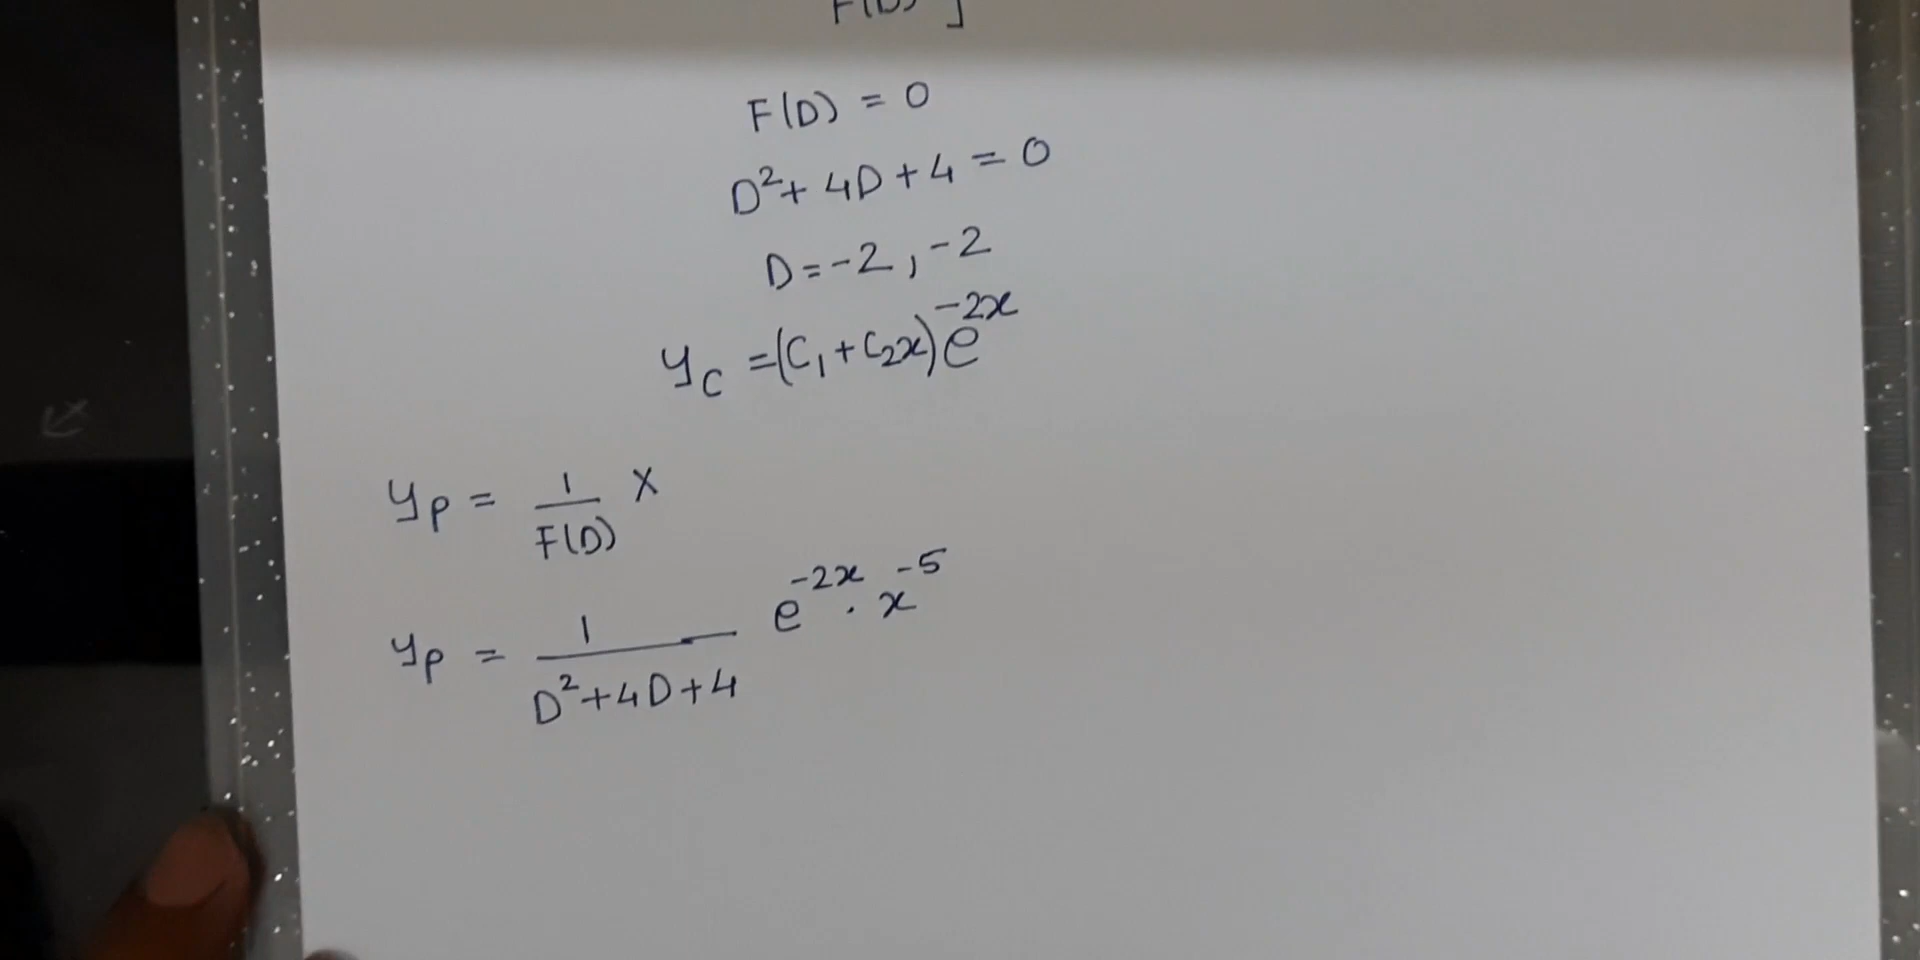 F(D) ]
F(D) = 0
D² + 4D + 4 = 0
D = -2, -2
y_c = (C₁ + C₂x) e^{-2x}
y_p = 1/F(D) X
y_p = 1/(D² + 4D + 4) e^{-2x} · x^{-5}